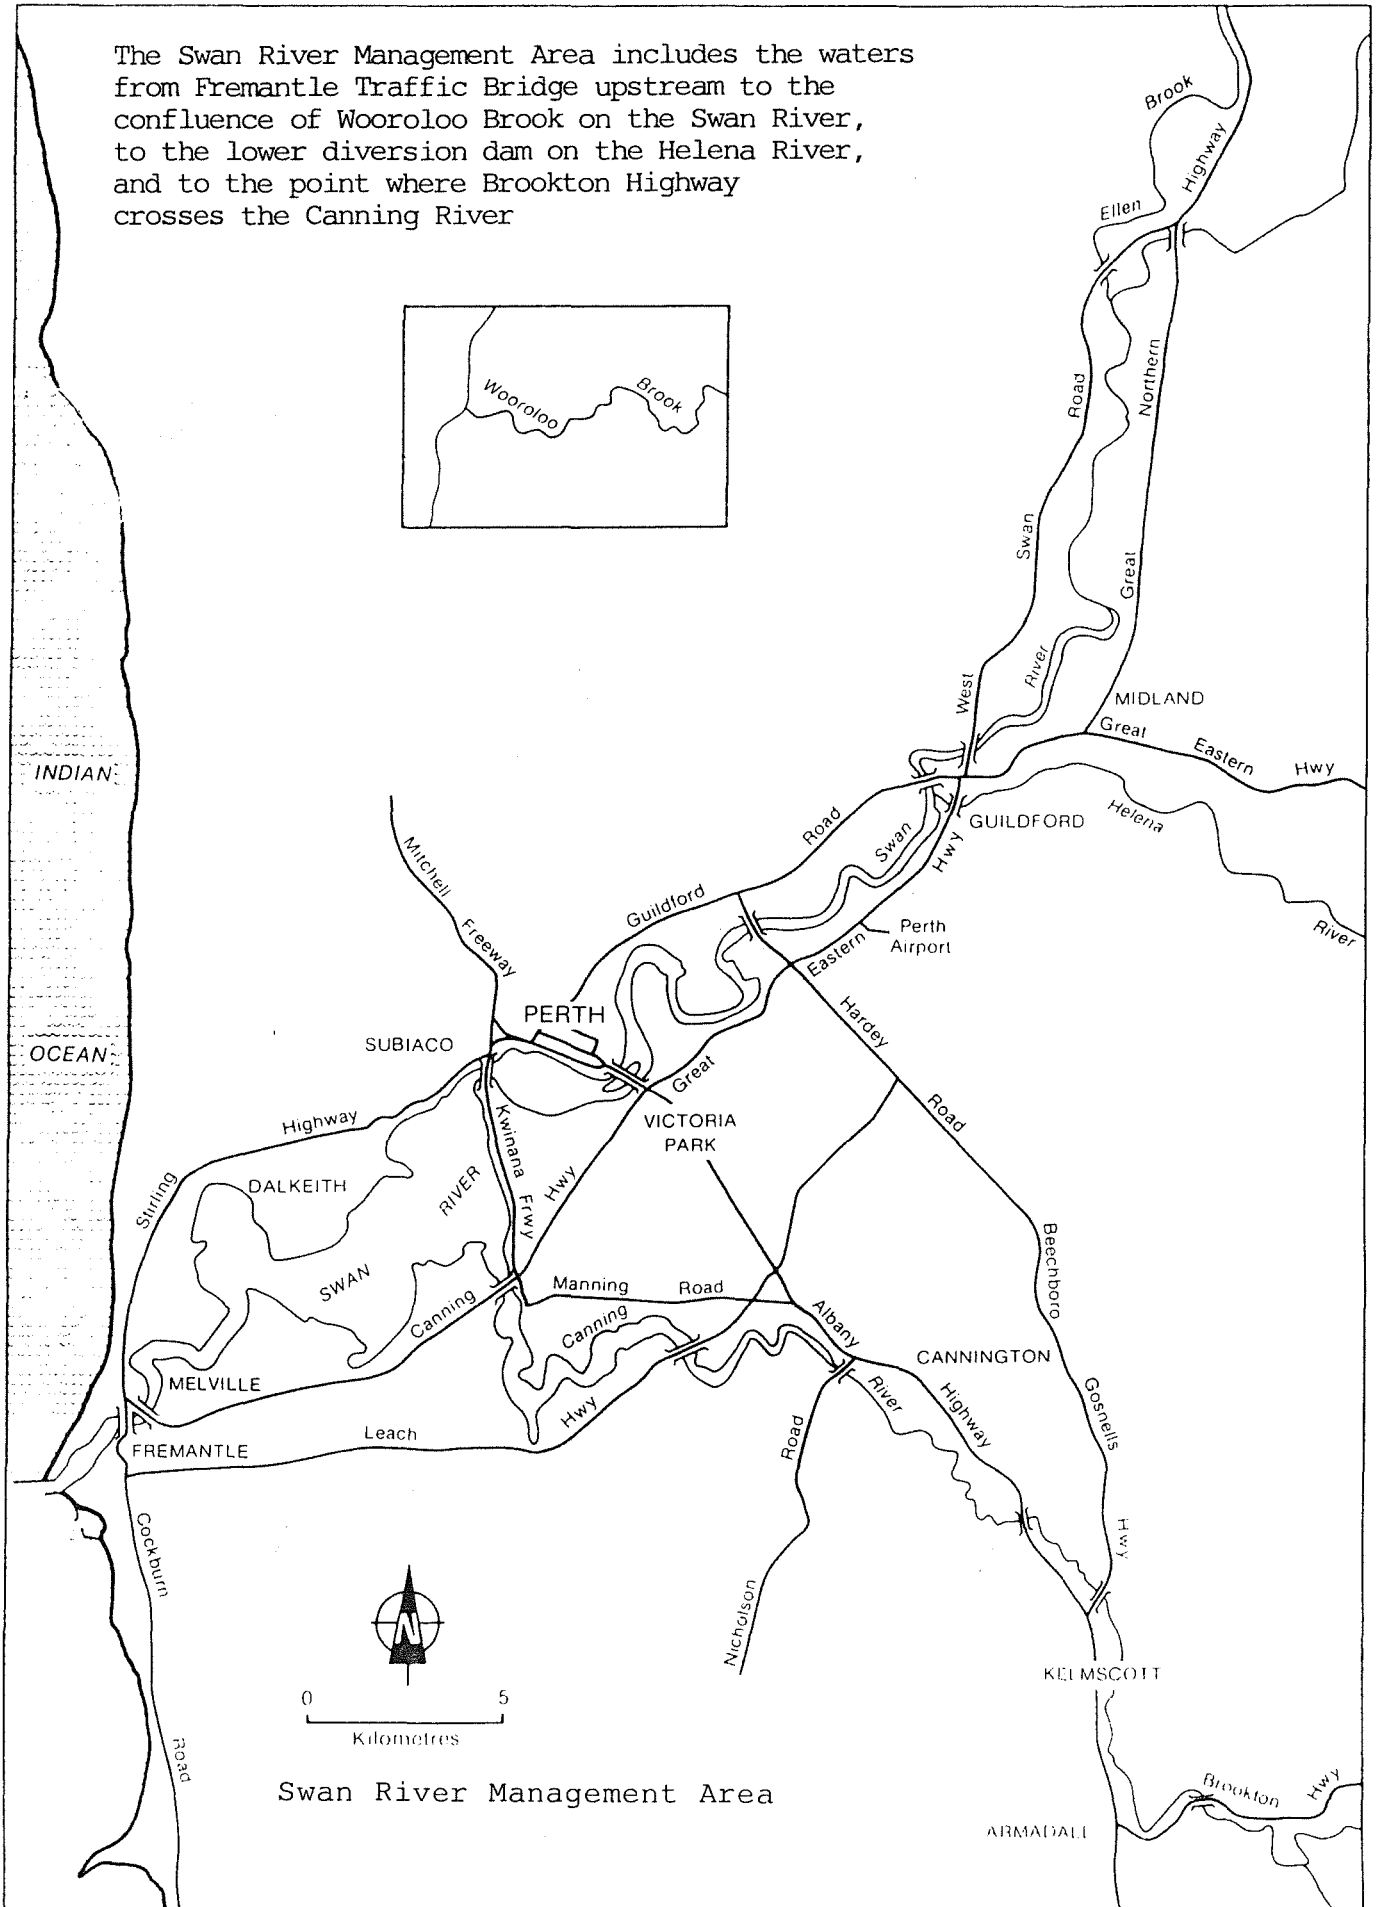 The Swan River Management Area includes the waters
from Fremantle Traffic Bridge upstream to the
confluence of Wooroloo Brook on the Swan River,
to the lower diversion dam on the Helena River,
and to the point where Brookton Highway
crosses the Canning River
Brook
Highway
Ellen
Wooroloo
Brook
Road
Northern
Swan
Great
River
West
MIDLAND
Great
Eastern
Hwy
INDIAN
Helena
GUILDFORD
Road
Swan
Hwy
Mitchell
Guildford
River
Freeway
Perth
Airport
Eastern
PERTH
Hardey
SUBIACO
OCEAN
Great
Road
Highway
Kwinana
VICTORIA
PARK
Stirling
DALKEITH
RIVER
Hwy
Frwy
Beechboro
SWAN
Manning
Road
Canning
Canning
Albany
CANNINGTON
MELVILLE
River
Highway
Gosnells
Hwy
Leach
FREMANTLE
Road
Cockburn
Hwy
N
Nicholson
KELMSCOTT
0 5
Kilometres
Road
Swan River Management Area
Brookton
Hwy
ARMADALE